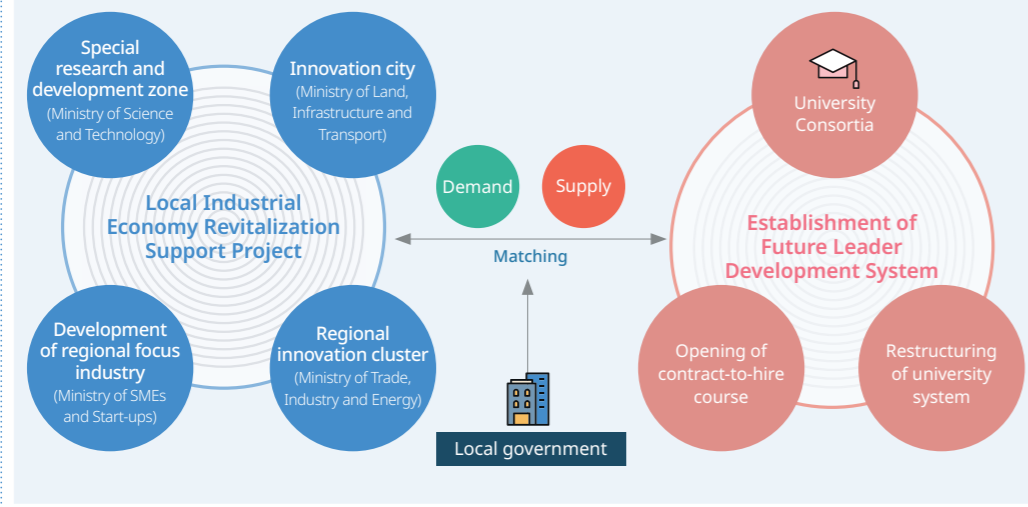 Special
research and
development zone
(Ministry of Science
and Technology)
Innovation city
(Ministry of Land,
Infrastructure and
Transport)
Local Industrial
Economy Revitalization
Support Project
Development
of regional focus
industry
(Ministry of SMEs
and Start-ups)
Regional
innovation cluster
(Ministry of Trade,
Industry and Energy)
Demand
Supply
Matching
Local government
University
Consortia
Establishment of
Future Leader
Development System
Opening of
contract-to-hire
course
Restructuring
of university
system